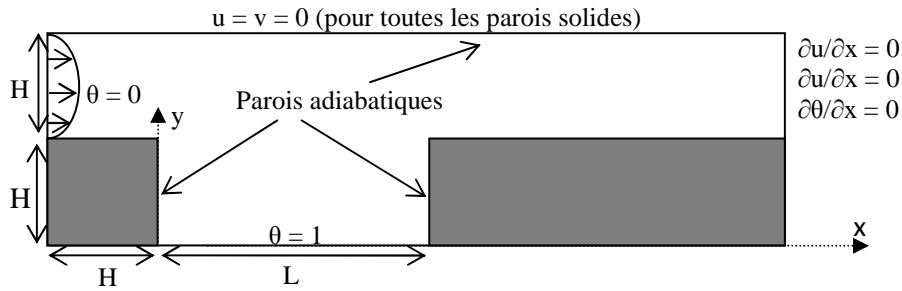 u = v = 0 (pour toutes les parois solides)
∂u/∂x = 0
∂u/∂x = 0
∂θ/∂x = 0
H
θ = 0
Parois adiabatiques
y
H
θ = 1
x
H
L